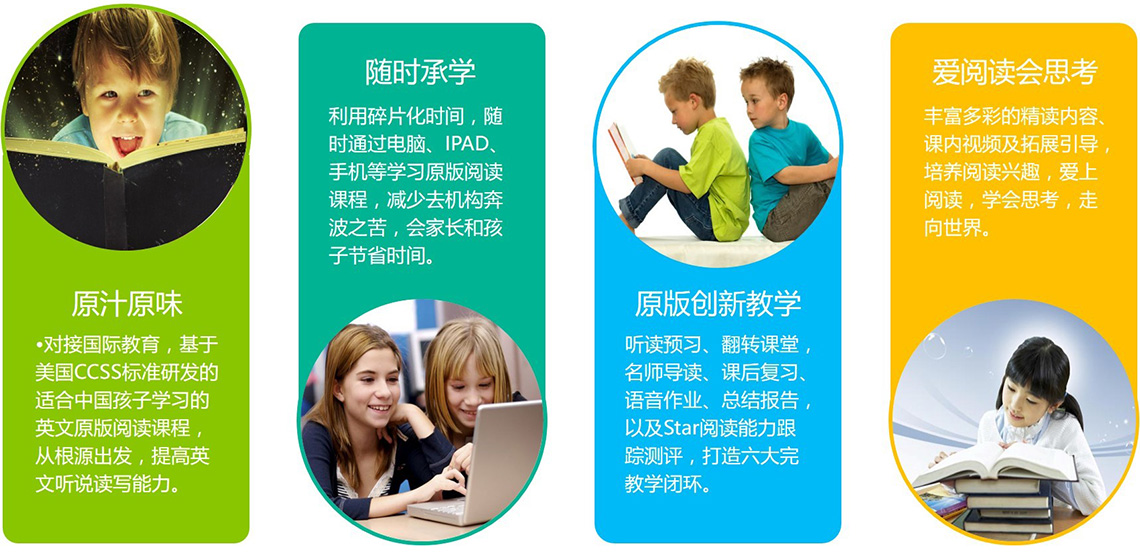 原汁原味
•对接国际教育，基于
美国CCSS标准研发的
适合中国孩子学习的
英文原版阅读课程，
从根源出发，提高英
文听说读写能力。
随时承学
利用碎片化时间，随
时通过电脑、IPAD、
手机等学习原版阅读
课程，减少去机构奔
波之苦，会家长和孩
子节省时间。
原版创新教学
听读预习、翻转课堂，
名师导读、课后复习、
语音作业、总结报告，
以及Star阅读能力跟
踪测评，打造六大完
教学闭环。
爱阅读会思考
丰富多彩的精读内容、
课内视频及拓展引导，
培养阅读兴趣，爱上
阅读，学会思考，走
向世界。